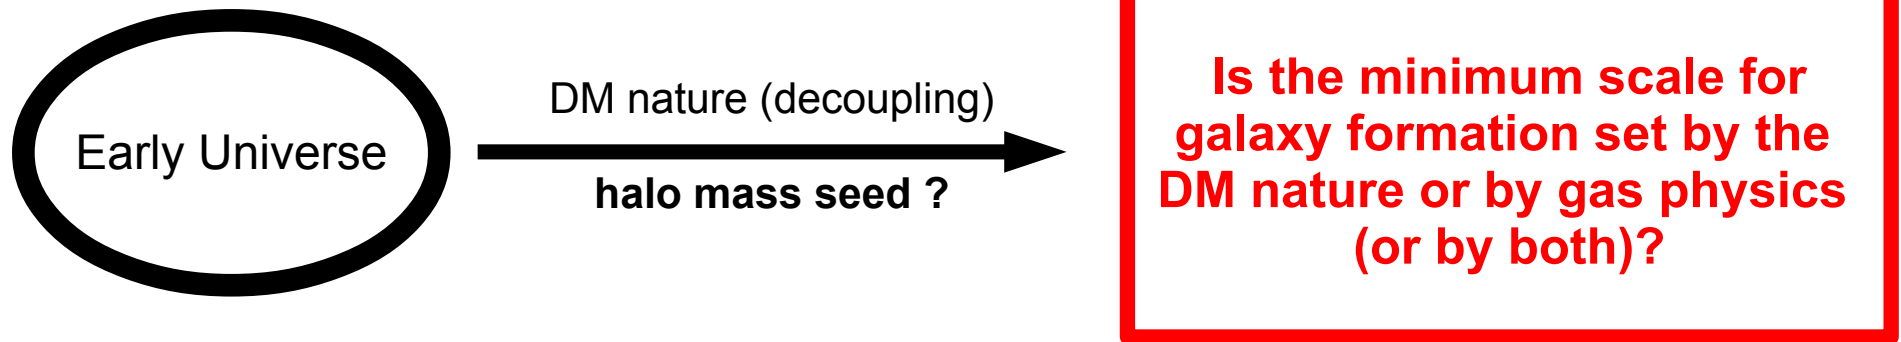 Early Universe
DM nature (decoupling)
halo mass seed ?
Is the minimum scale for
galaxy formation set by the
DM nature or by gas physics
(or by both)?